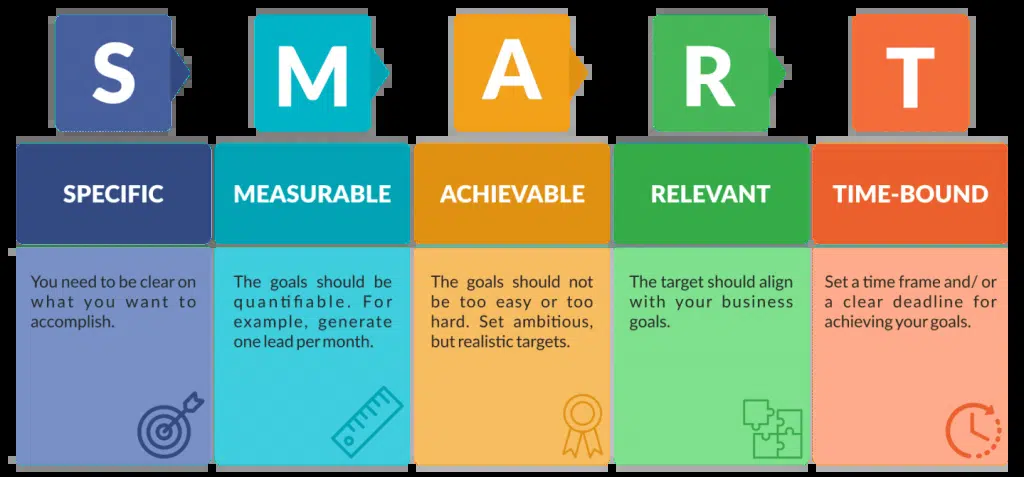 S
M
A
R
T
SPECIFIC
MEASURABLE
ACHIEVABLE
RELEVANT
TIME-BOUND
You need to be clear on
what you want to
accomplish.
The goals should be
quantifiable. For
example, generate
one lead per month.
The goals should not
be too easy or too
hard. Set ambitious,
but realistic targets.
The target should align
with your business
goals.
Set a time frame and/ or
a clear deadline for
achieving your goals.